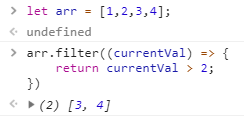 > let arr = [1,2,3,4];
< undefined
> arr.filter((currentVal) => {
return currentVal > 2;
})
< ▶ (2) [3, 4]